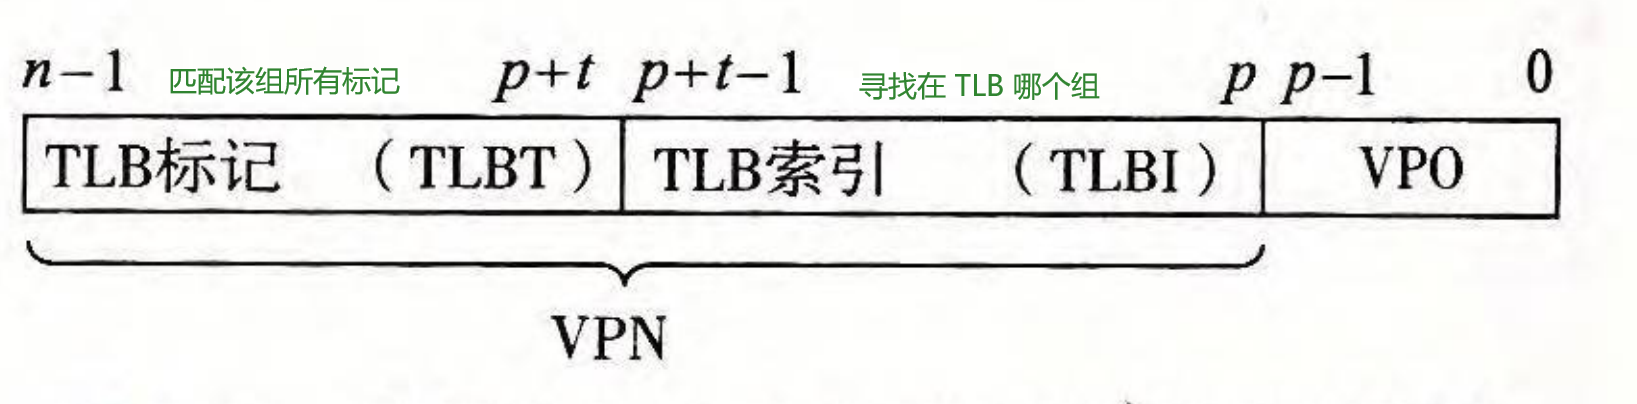 n-1 匹配该组所有标记 p+t p+t-1 寻找在 TLB 哪个组 p p-1 0
TLB标记 （TLBT） TLB索引 （TLBI） VPO
VPN